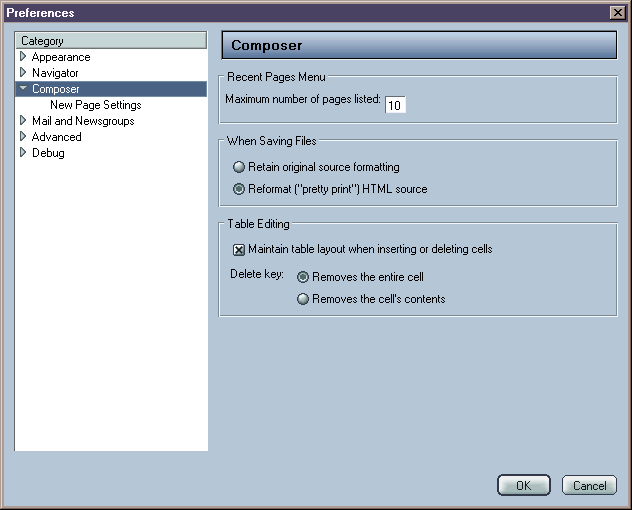 Preferences
Category
Appearance
Navigator
Composer
New Page Settings
Mail and Newsgroups
Advanced
Debug
Composer
Recent Pages Menu
Maximum number of pages listed: 10
When Saving Files
Retain original source formatting
Reformat ("pretty print") HTML source
Table Editing
Maintain table layout when inserting or deleting cells
Delete key: Removes the entire cell
Removes the cell's contents
OK Cancel